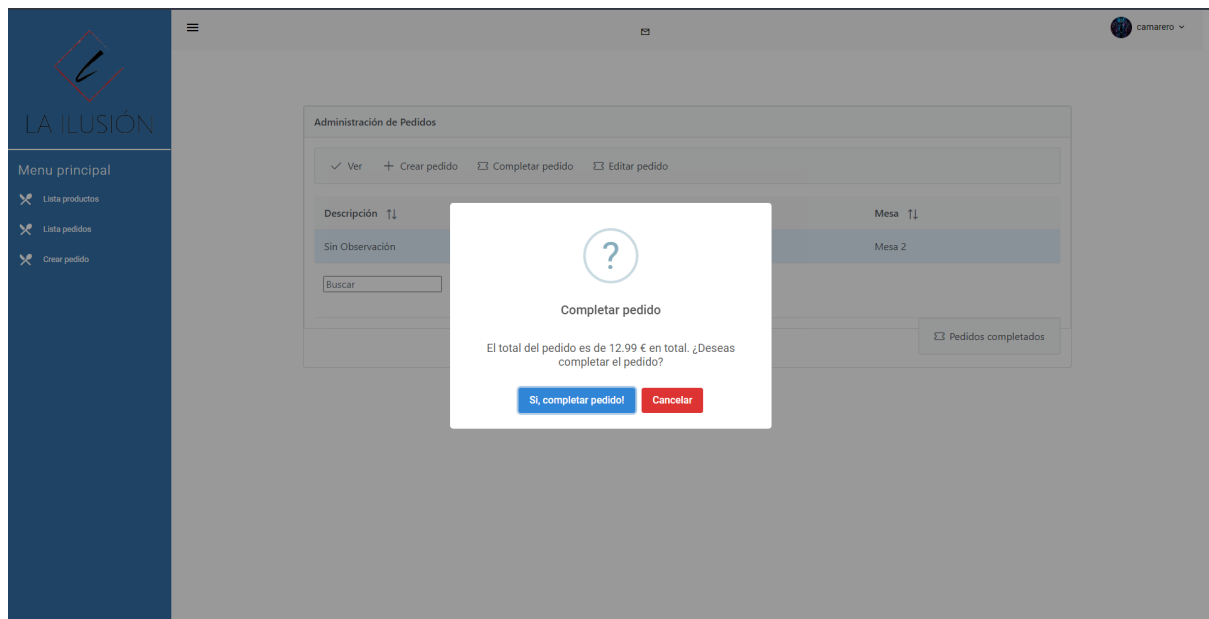 camarero
LA ILUSIÓN
Menu principal
Lista productos
Lista pedidos
Crear pedido
Administración de Pedidos
Ver
Crear pedido
Completar pedido
Editar pedido
Descripción
Mesa
Sin Observación
Mesa 2
Buscar
Pedidos completados
?
Completar pedido
El total del pedido es de 12.99 € en total. ¿Deseas
completar el pedido?
Si, completar pedido!
Cancelar